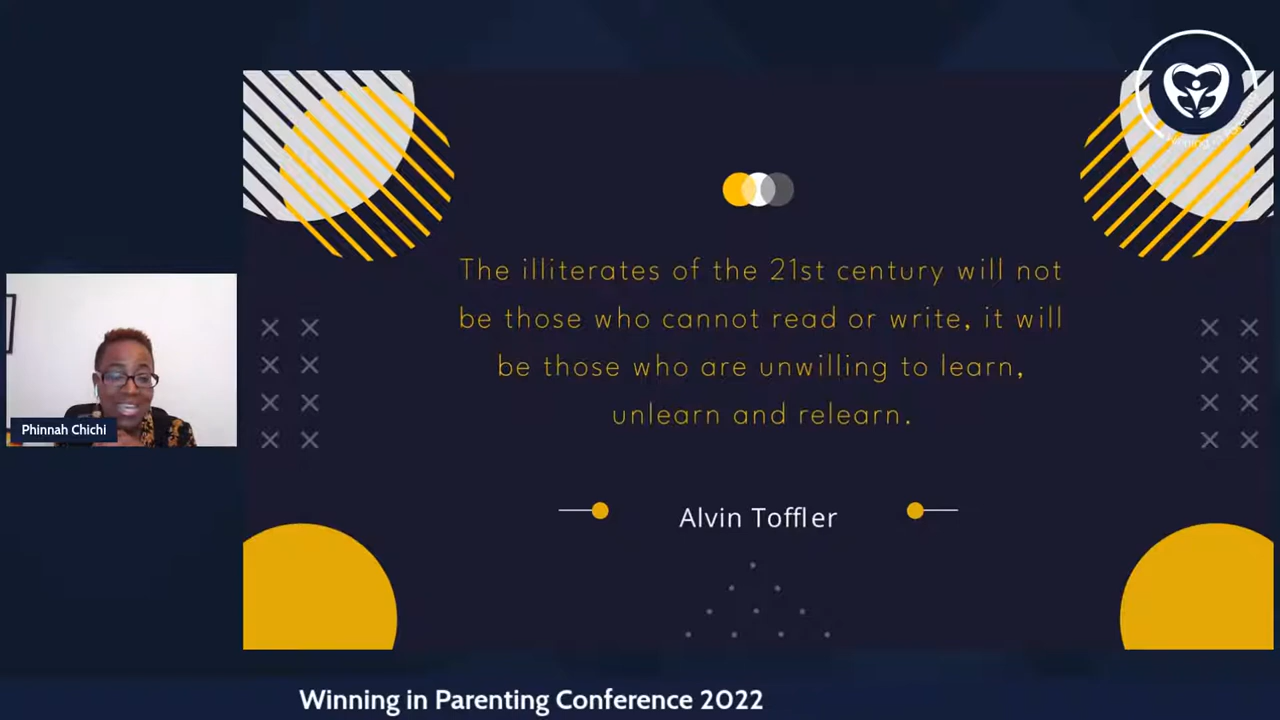 The illiterates of the 21st century will not
be those who cannot read or write, it will
be those who are unwilling to learn,
unlearn and relearn.
Alvin Toffler
Phinnah Chichi
Winning in Parenting Conference 2022